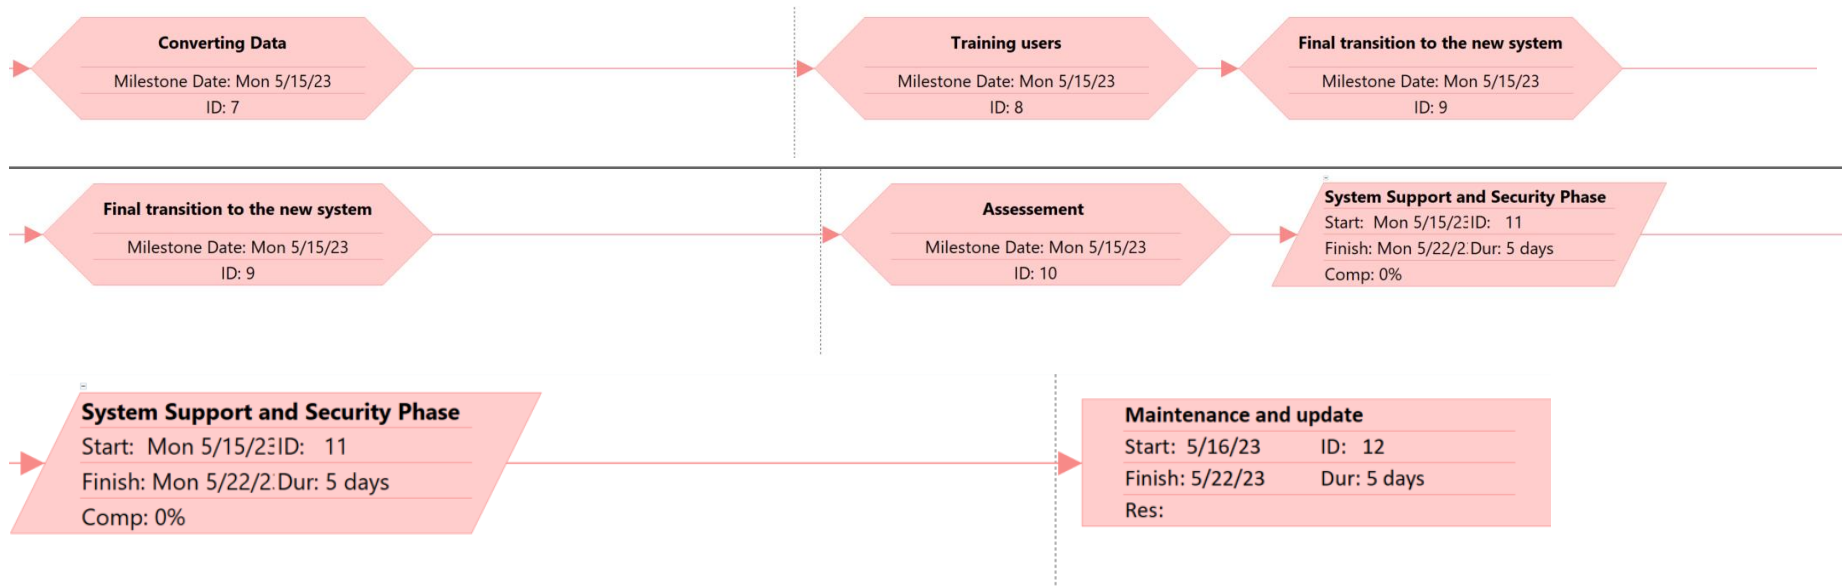 Converting Data
Milestone Date: Mon 5/15/23
ID: 7
Training users
Milestone Date: Mon 5/15/23
ID: 8
Final transition to the new system
Milestone Date: Mon 5/15/23
ID: 9
Final transition to the new system
Milestone Date: Mon 5/15/23
ID: 9
Assessement
Milestone Date: Mon 5/15/23
ID: 10
System Support and Security Phase
Start: Mon 5/15/23 ID: 11
Finish: Mon 5/22/2 Dur: 5 days
Comp: 0%
System Support and Security Phase
Start: Mon 5/15/23 ID: 11
Finish: Mon 5/22/2 Dur: 5 days
Comp: 0%
Maintenance and update
Start: 5/16/23 ID: 12
Finish: 5/22/23 Dur: 5 days
Res: